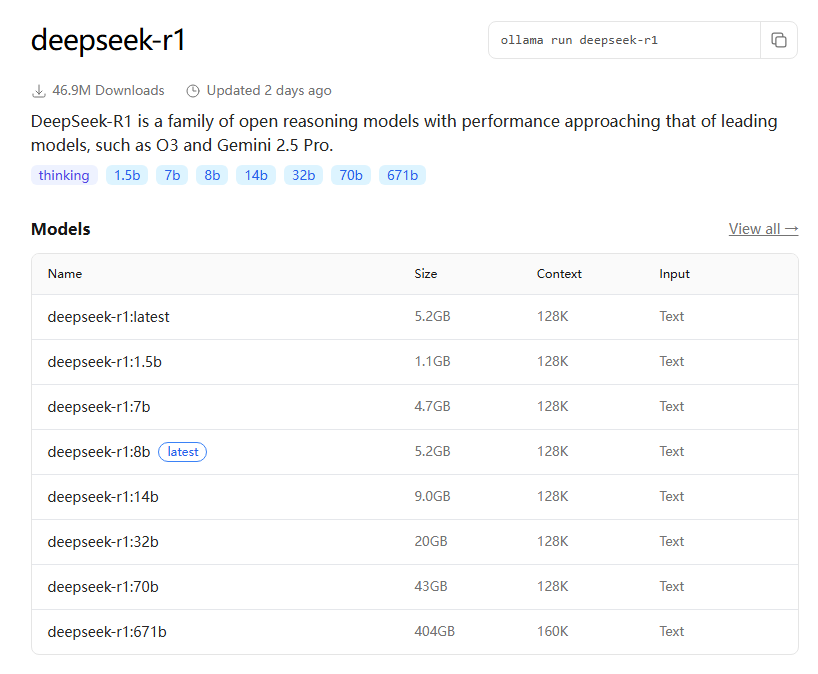 deepseek-r1
ollama run deepseek-r1
46.9M Downloads Updated 2 days ago
DeepSeek-R1 is a family of open reasoning models with performance approaching that of leading
models, such as O3 and Gemini 2.5 Pro.
thinking 1.5b 7b 8b 14b 32b 70b 671b
Models View all →
Name Size Context Input
deepseek-r1:latest 5.2GB 128K Text
deepseek-r1:1.5b 1.1GB 128K Text
deepseek-r1:7b 4.7GB 128K Text
deepseek-r1:8b latest 5.2GB 128K Text
deepseek-r1:14b 9.0GB 128K Text
deepseek-r1:32b 20GB 128K Text
deepseek-r1:70b 43GB 128K Text
deepseek-r1:671b 404GB 160K Text